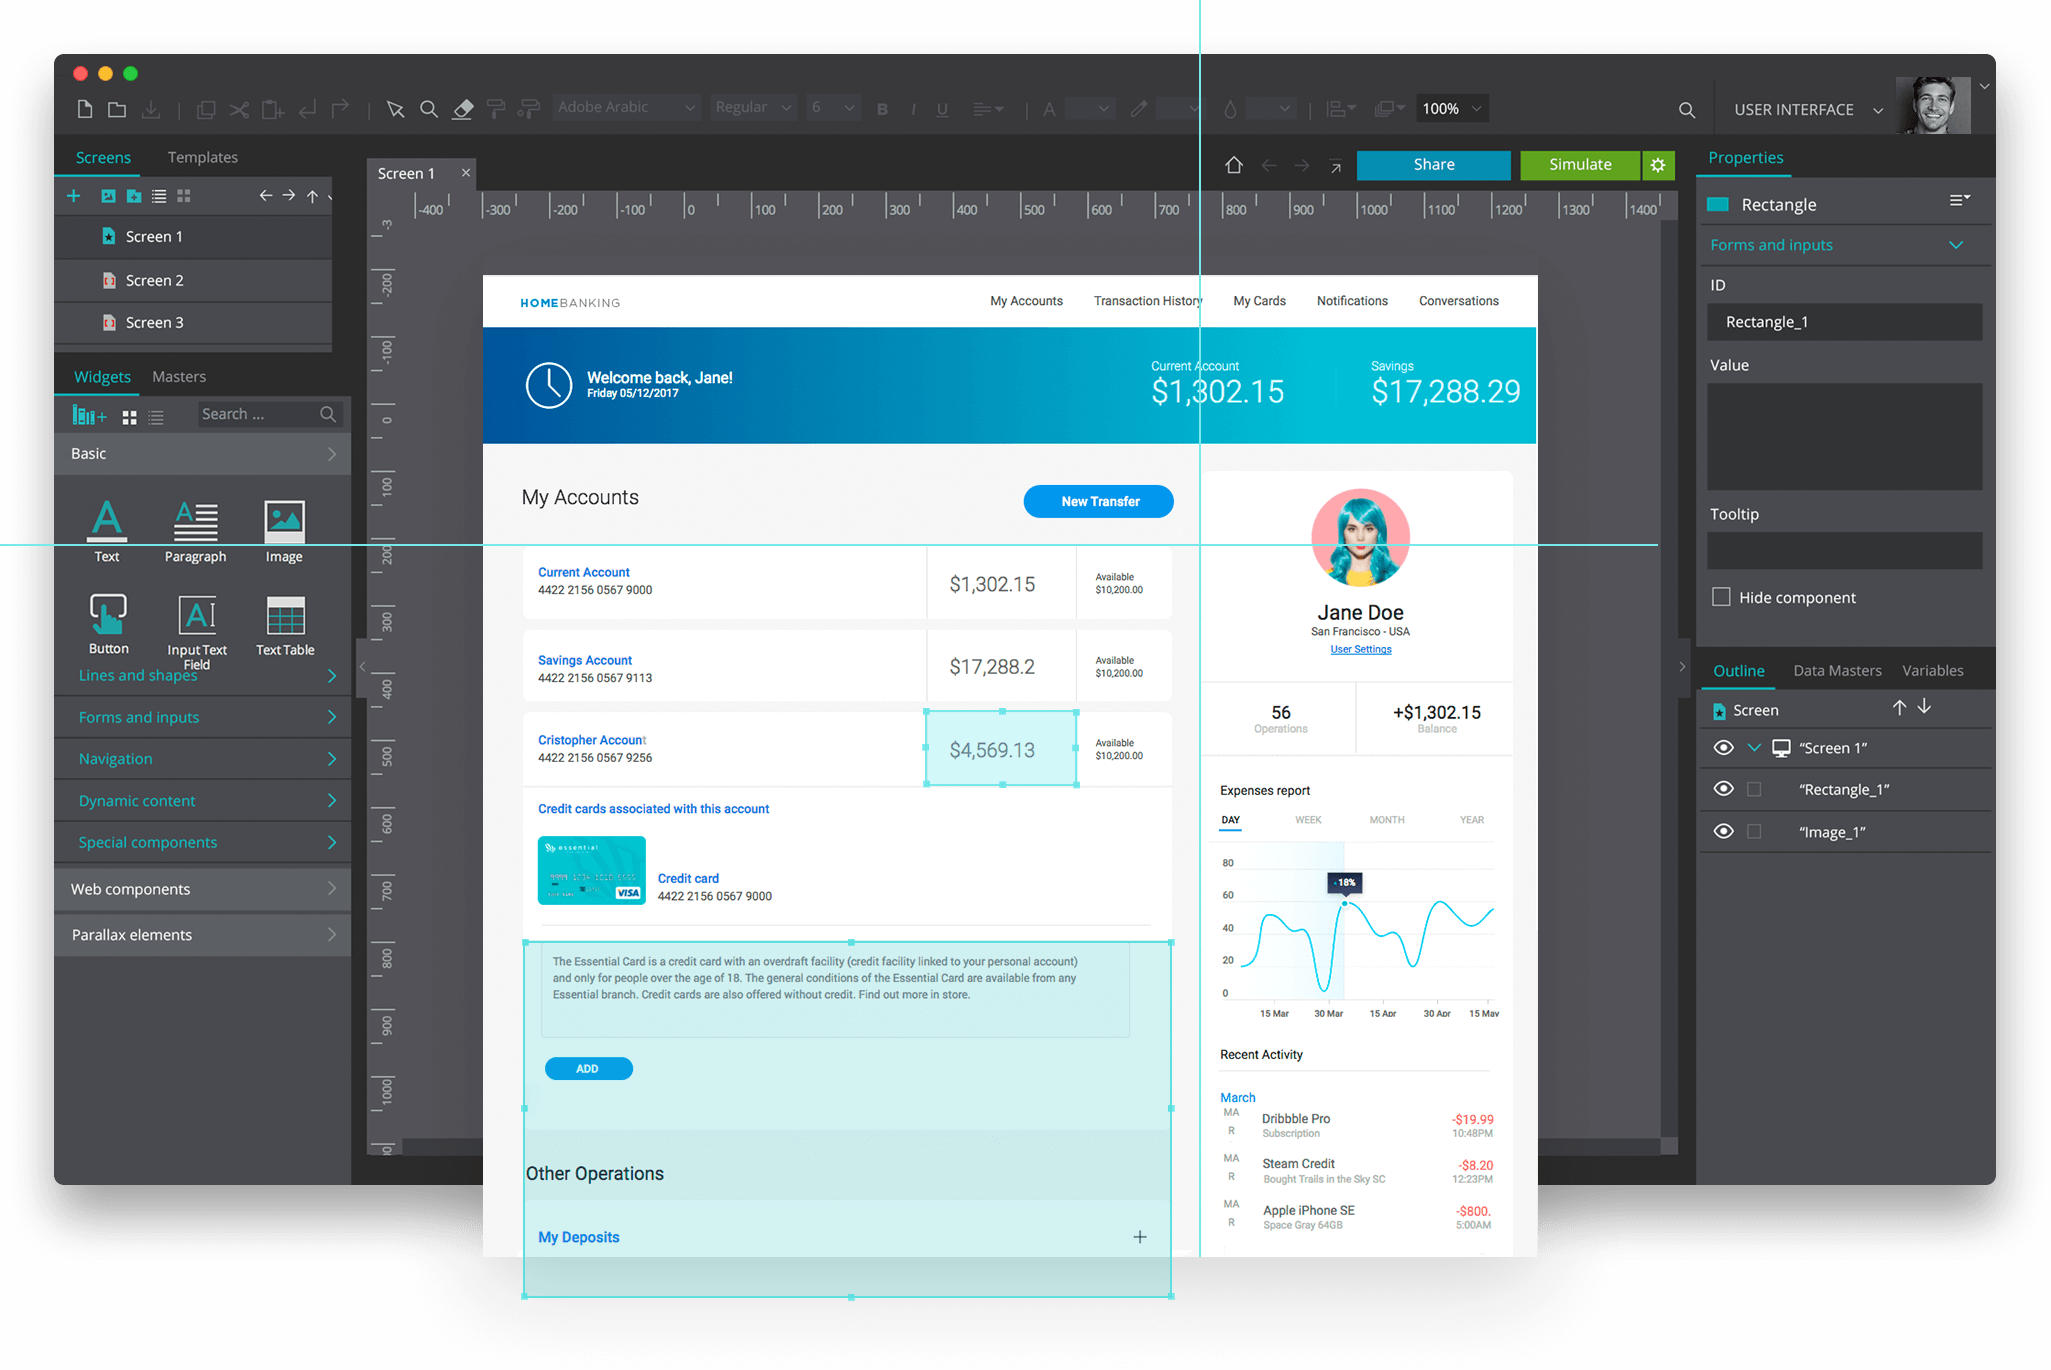 Adobe Arabic
Regular
6
B
I
U
A
100%
USER INTERFACE
Screens
Templates
Screen 1
Share
Simulate
Properties
-400
-300
-200
-100
0
100
200
300
400
500
600
700
800
900
1000
1100
1200
1300
1400
Screen 1
Screen 2
Screen 3
Widgets
Masters
Search ...
Basic
Text
Paragraph
Image
Button
Input Text
Field
Text Table
Lines and shapes
Forms and inputs
Navigation
Dynamic content
Special components
Web components
Parallax elements
-3
-200
-100
0
100
200
300
400
500
600
700
800
900
1000
HOMEBANKING
My Accounts
Transaction History
My Cards
Notifications
Conversations
Welcome back, Jane!
Friday 05/12/2017
Current Account
$1,302.15
Savings
$17,288.29
My Accounts
New Transfer
Current Account
4422 2156 0567 9000
$1,302.15
Available
$10,200.00
Savings Account
4422 2156 0567 9113
$17,288.2
Available
$10,200.00
Cristopher Account
4422 2156 0567 9256
$4,569.13
Available
$10,200.00
Credit cards associated with this account
essential
VISA
Credit card
4422 2156 0567 9000
The Essential Card is a credit card with an overdraft facility (credit facility linked to your personal account)
and only for people over the age of 18. The general conditions of the Essential Card are available from any
Essential branch. Credit cards are also offered without credit. Find out more in store.
ADD
Other Operations
My Deposits
Jane Doe
San Francisco - USA
User Settings
56
Operations
+$1,302.15
Balance
Expenses report
DAY
WEEK
MONTH
YEAR
80
60
40
20
0
18%
15 Mar
30 Mar
15 Apr
30 Apr
15 May
Recent Activity
March
MA
R
Dribbble Pro
Subscription
-$19.99
10:48PM
MA
R
Steam Credit
Bought Trails in the Sky SC
-$8.20
12:23PM
MA
R
Apple iPhone SE
Space Gray 64GB
-$800.
5:00AM
Rectangle
Forms and inputs
ID
Rectangle_1
Value
Tooltip
Hide component
Outline
Data Masters
Variables
Screen
“Screen 1”
“Rectangle_1”
“Image_1”